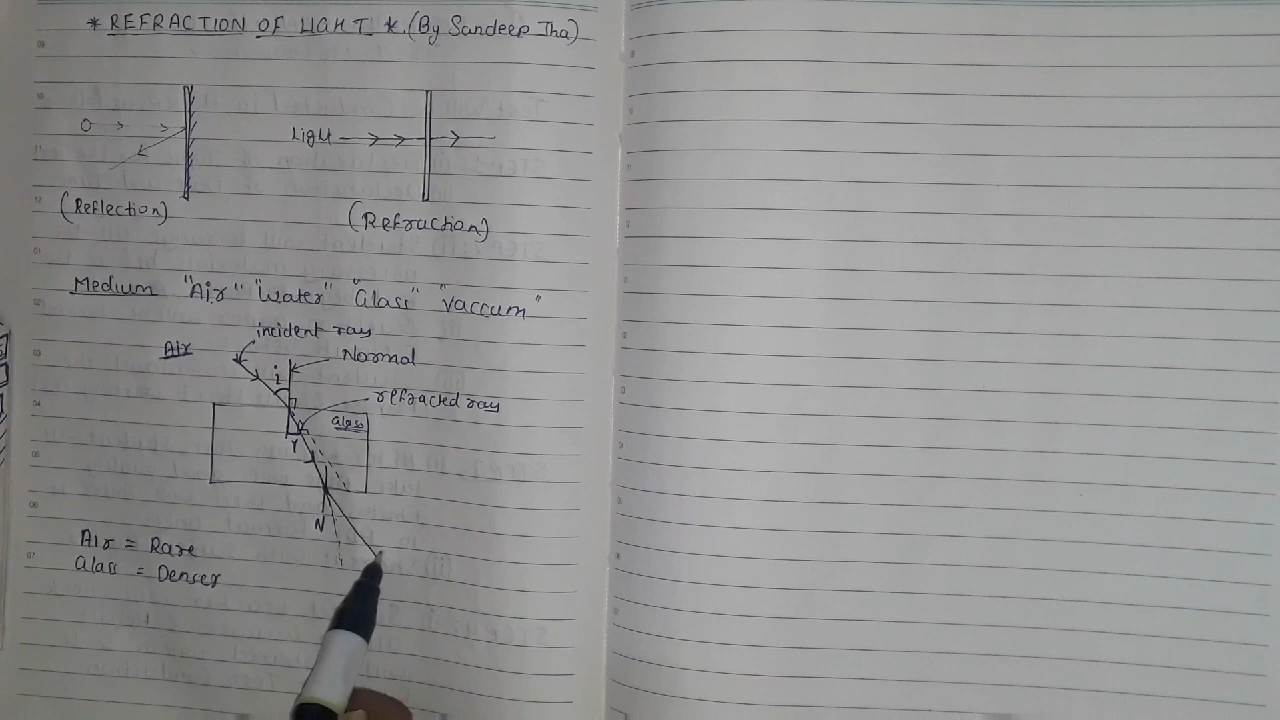 * REFRACTION OF LIGHT * (By Sandeep Jha)
O
Light
(Reflection)
(Refraction)
Medium "Air" "Water" "Glass" "Vaccum"
incident ray
Air
Normal
i
refracted ray
Glass
r
N
Air = Rare
Glass = Denser